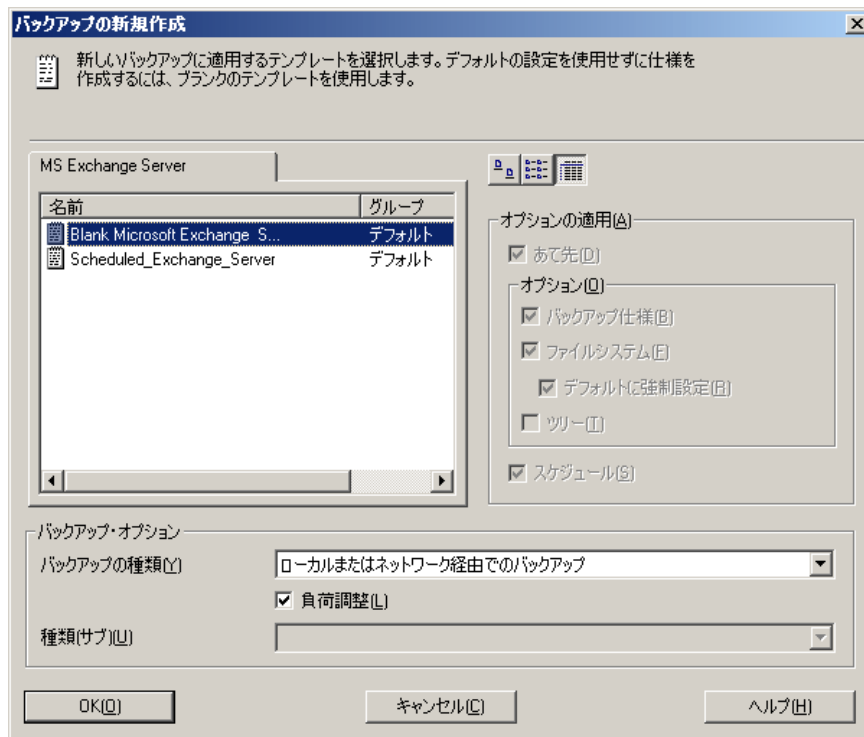 バックアップの新規作成
新しいバックアップに適用するテンプレートを選択します。デフォルトの設定を使用せずに仕様を
作成するには、ブランクのテンプレートを使用します。
MS Exchange Server
名前 グループ
Blank Microsoft Exchange S... デフォルト
Scheduled_Exchange_Server デフォルト
オプションの適用(A)
あて先(D)
オプション(O)
バックアップ仕様(B)
ファイルシステム(F)
デフォルトに強制設定(R)
ツリー(T)
スケジュール(S)
バックアップ・オプション
バックアップの種類(Y) ローカルまたはネットワーク経由でのバックアップ
負荷調整(L)
種類(サブ)(U)
OK(O) キャンセル(C) ヘルプ(H)